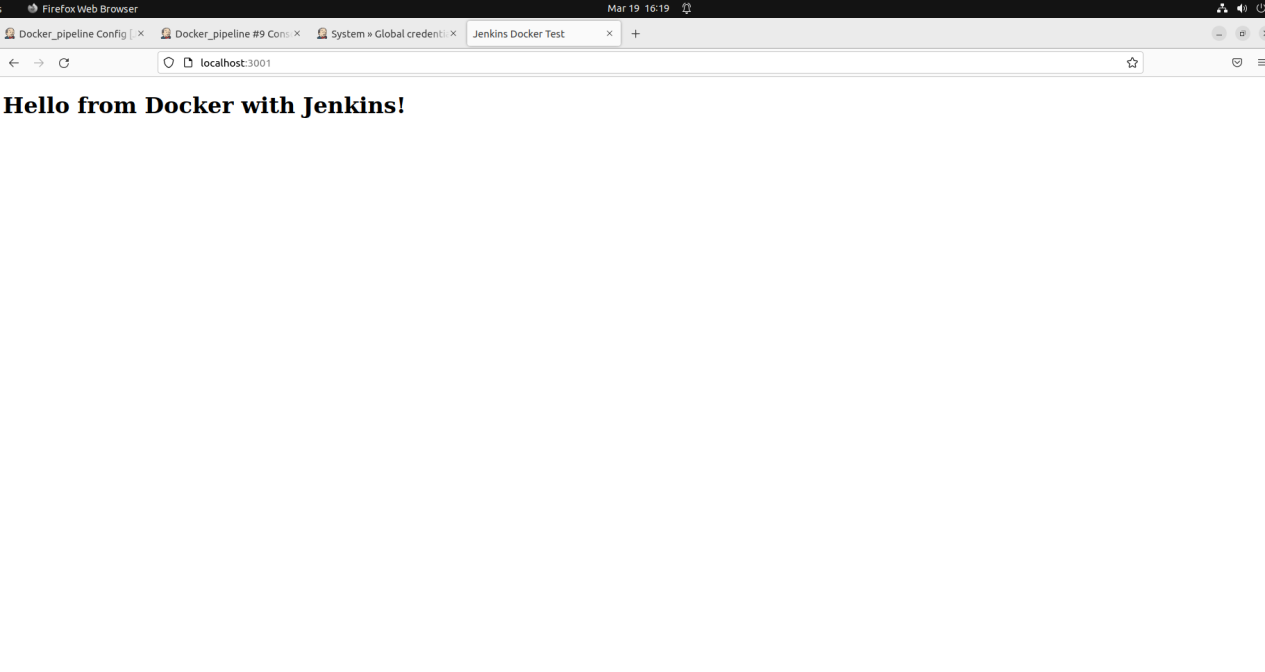 Firefox Web Browser
Mar 19 16:19
Docker_pipeline Config [
Docker_pipeline #9 Cons
System » Global credenti
Jenkins Docker Test
localhost:3001
Hello from Docker with Jenkins!